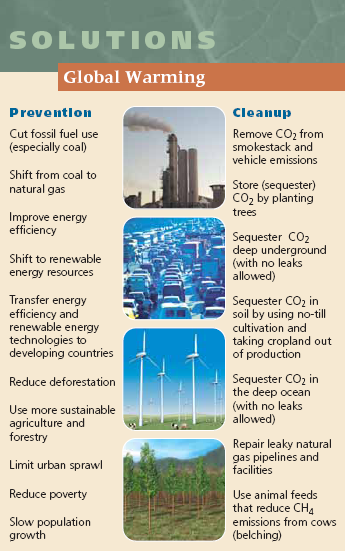 SOLUTIONS
Global Warming
Prevention
Cut fossil fuel use
(especially coal)
Shift from coal to
natural gas
Improve energy
efficiency
Shift to renewable
energy resources
Transfer energy
efficiency and
renewable energy
technologies to
developing countries
Reduce deforestation
Use more sustainable
agriculture and
forestry
Limit urban sprawl
Reduce poverty
Slow population
growth
Cleanup
Remove CO₂ from
smokestack and
vehicle emissions
Store (sequester)
CO₂ by planting
trees
Sequester CO₂
deep underground
(with no leaks
allowed)
Sequester CO₂ in
soil by using no-till
cultivation and
taking cropland out
of production
Sequester CO₂ in
the deep ocean
(with no leaks
allowed)
Repair leaky natural
gas pipelines and
facilities
Use animal feeds
that reduce CH₄
emissions from cows
(belching)